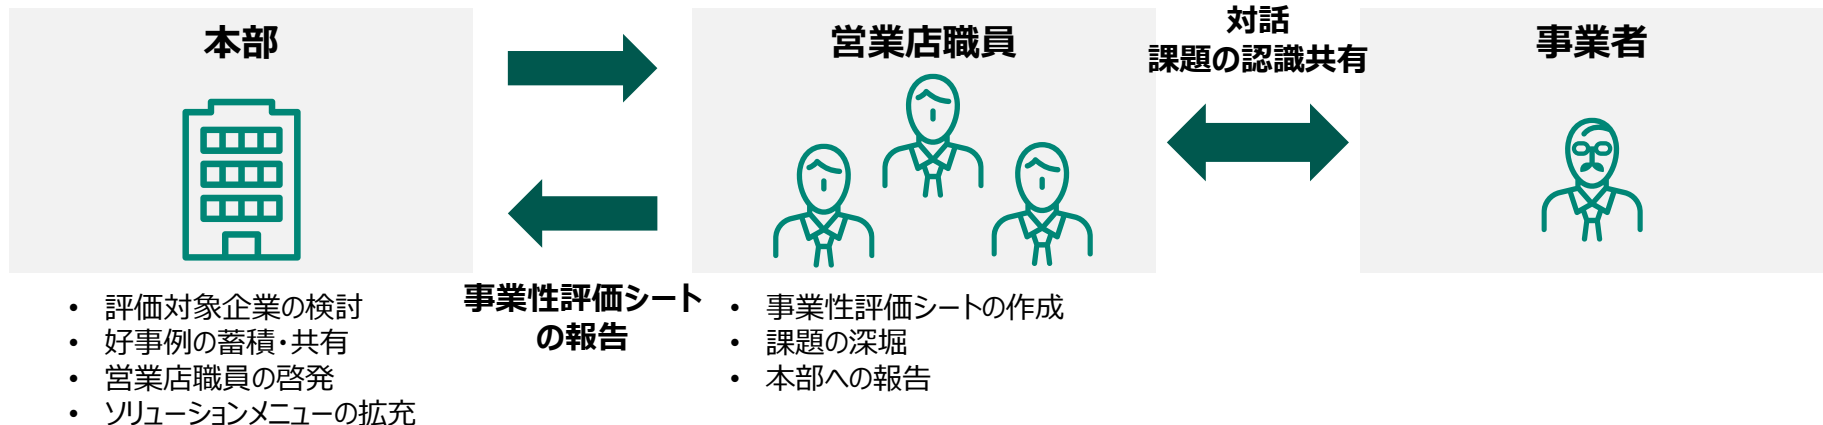 本部
営業店職員
対話
課題の認識共有
事業者
• 評価対象企業の検討
• 好事例の蓄積・共有
• 営業店職員の啓発
• ソリューションメニューの拡充
事業性評価シート
の報告
• 事業性評価シートの作成
• 課題の深堀
• 本部への報告